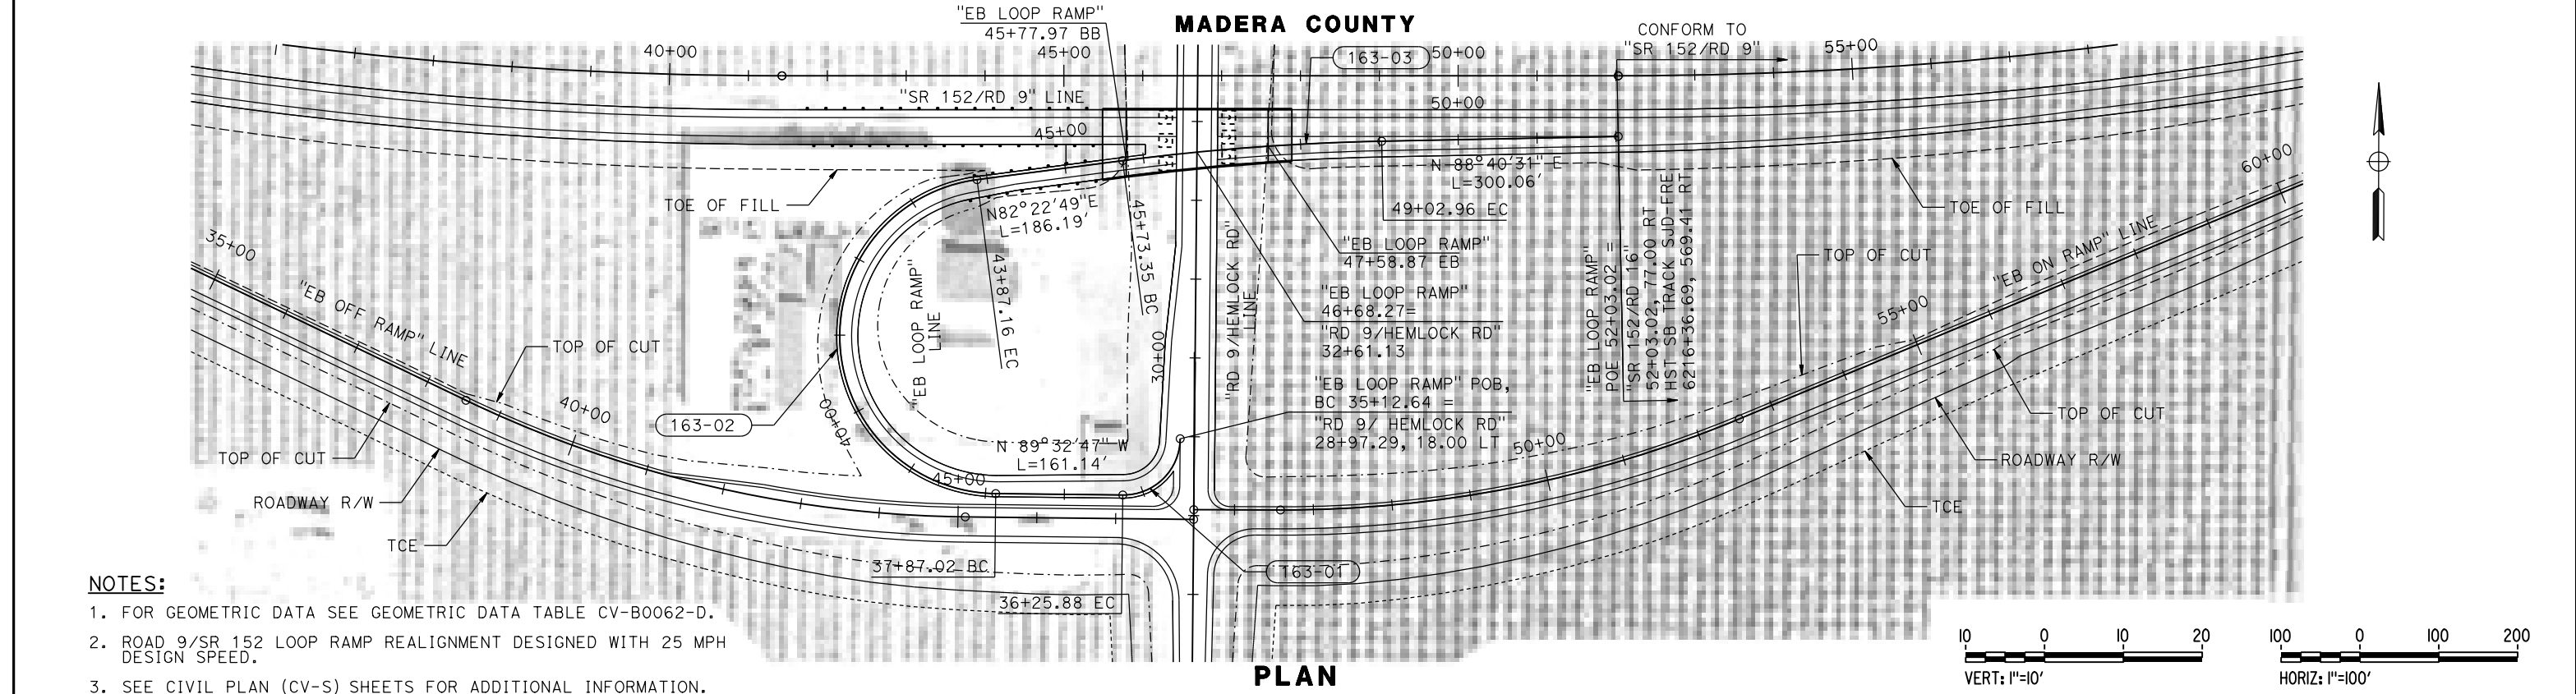 MADERA COUNTY
"EB LOOP RAMP"
45+77.97 BB
40+00
45+00
163-03
50+00
CONFORM TO
"SR 152/RD 9"
55+00
"SR 152/RD 9" LINE
50+00
45+00
N 88°40'31" E
L=300.06'
60+00
TOE OF FILL
N82°22'49"E
L=186.19'
49+02.96 EC
TOE OF FILL
35+00
45+73.35 BC
"RD 9/HEMLOCK RD"
LINE
"EB LOOP RAMP"
47+58.87 EB
"EB LOOP RAMP"
POE 52+03.02 =
"SR 152/RD 16"
52+03.02, 77.00 RT
HST SB TRACK SJD-FRE
6216+36.69, 569.41 RT
TOP OF CUT
"EB ON RAMP" LINE
"EB OFF RAMP" LINE
"EB LOOP RAMP"
LINE
43+87.16 EC
"EB LOOP RAMP"
46+68.27=
"RD 9/HEMLOCK RD"
32+61.13
55+00
TOP OF CUT
30+00
40+00
163-02
40+00
"EB LOOP RAMP" POB,
BC 35+12.64 =
"RD 9/ HEMLOCK RD"
28+97.29, 18.00 LT
TOP OF CUT
TOP OF CUT
N 89°32'47" W
L=161.14'
50+00
ROADWAY R/W
45+00
ROADWAY R/W
TCE
TCE
37+87.02 BC
163-01
36+25.88 EC
NOTES:
1. FOR GEOMETRIC DATA SEE GEOMETRIC DATA TABLE CV-B0062-D.
2. ROAD 9/SR 152 LOOP RAMP REALIGNMENT DESIGNED WITH 25 MPH
DESIGN SPEED.
3. SEE CIVIL PLAN (CV-S) SHEETS FOR ADDITIONAL INFORMATION.
PLAN
10 0 10 20
VERT: 1"=10'
100 0 100 200
HORIZ: 1"=100'